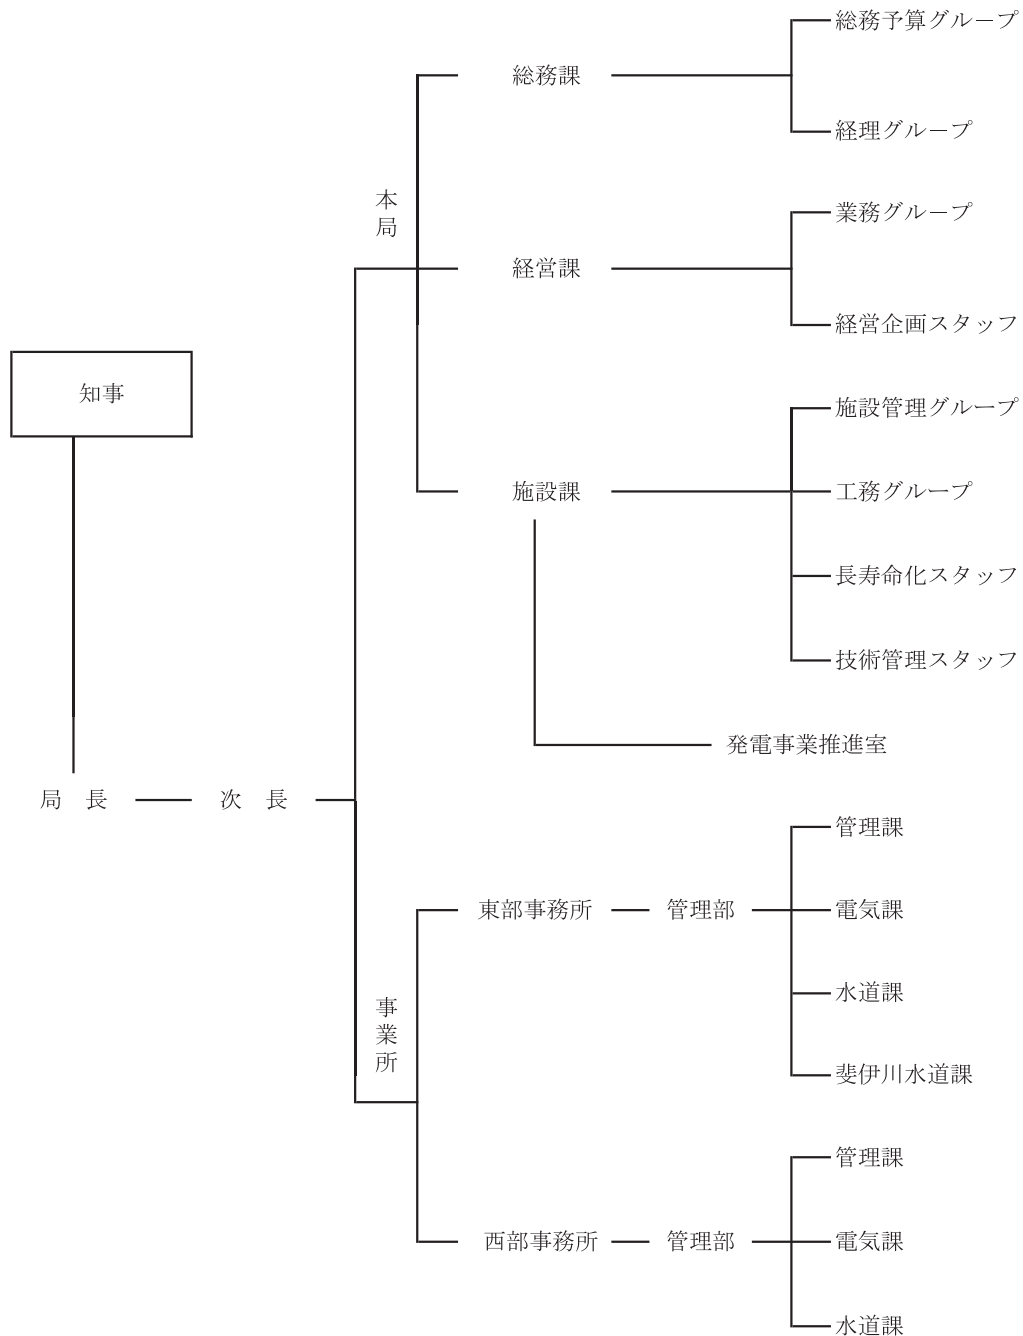 総務予算グループ
総務課
経理グループ
本局
業務グループ
経営課
経営企画スタッフ
知事
施設管理グループ
施設課
工務グループ
長寿命化スタッフ
技術管理スタッフ
発電事業推進室
局　長
次　長
管理課
東部事務所
管理部
電気課
水道課
事業所
斐伊川水道課
管理課
西部事務所
管理部
電気課
水道課